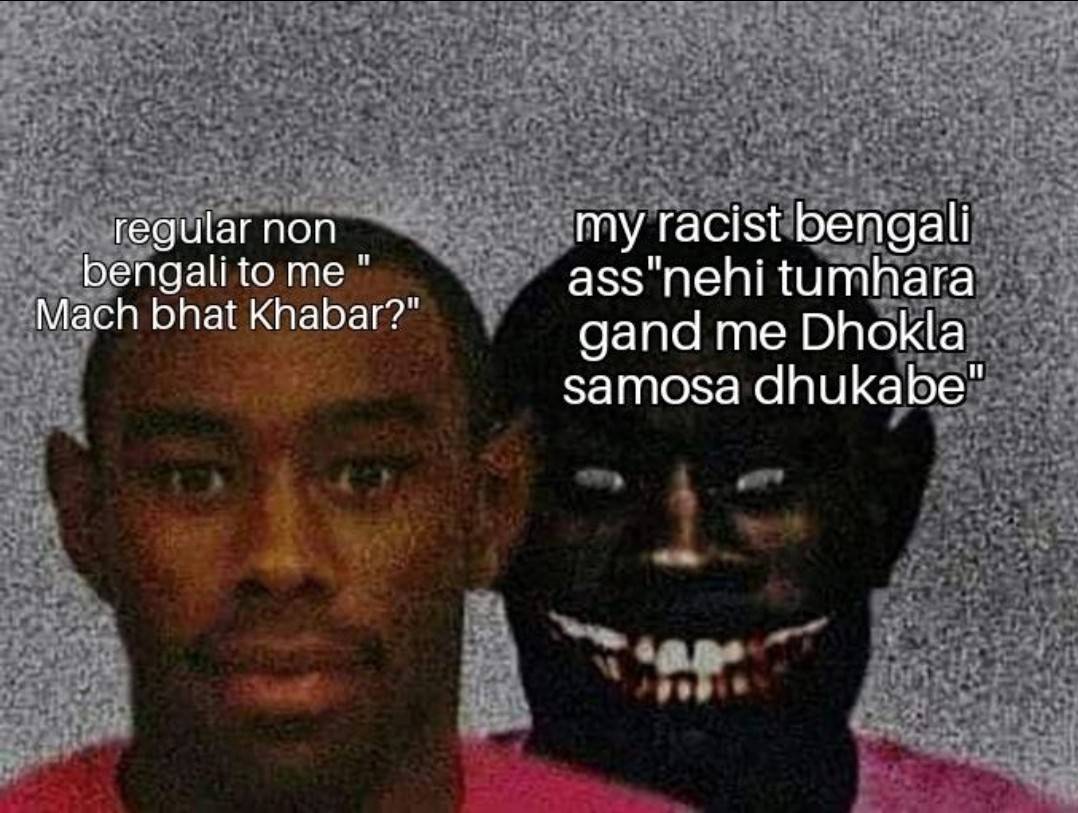 regular non
bengali to me "
Mach bhat Khabar?"
my racist bengali
ass"nehi tumhara
gand me Dhokla
samosa dhukabe"